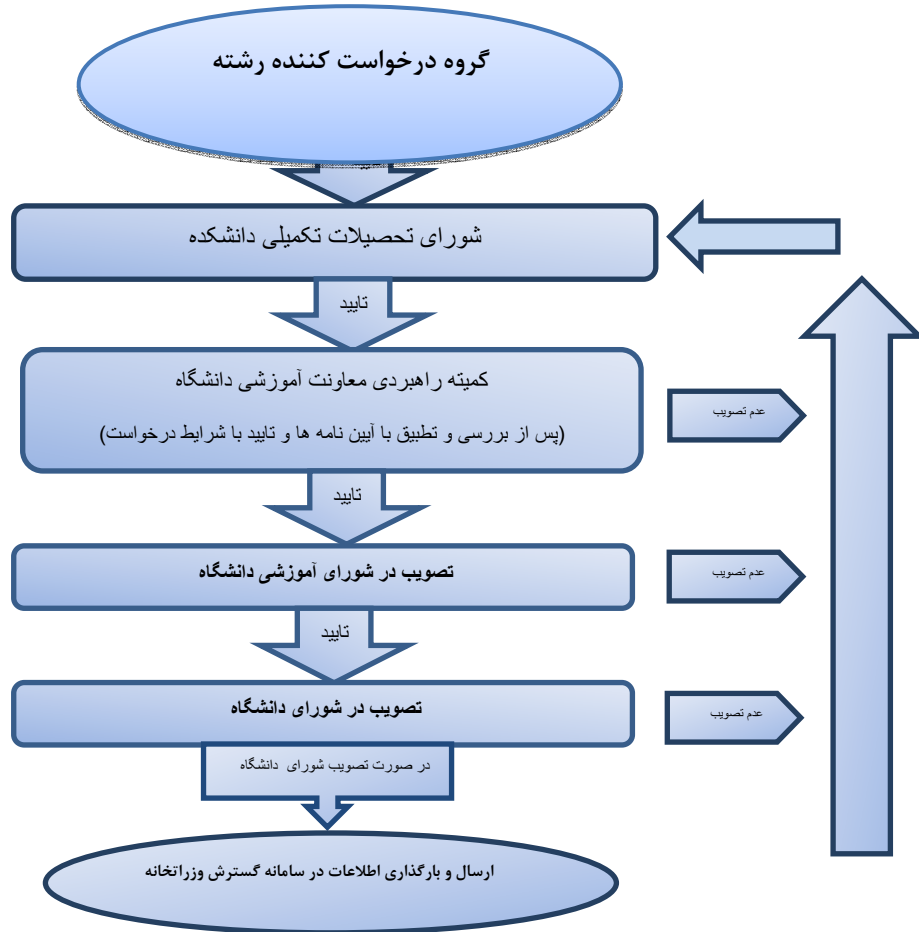 گروه درخواست کننده رشته
شورای تحصیلات تکمیلی دانشکده
تایید
کمیته راهبردی معاونت آموزشی دانشگاه
(پس از بررسی و تطبیق با آیین نامه ها و تایید با شرایط درخواست)
عدم تصویب
تایید
تصویب در شورای آموزشی دانشگاه
عدم تصویب
تایید
تصویب در شورای دانشگاه
عدم تصویب
در صورت تصویب شورای دانشگاه
ارسال و بارگذاری اطلاعات در سامانه گسترش وزراتخانه